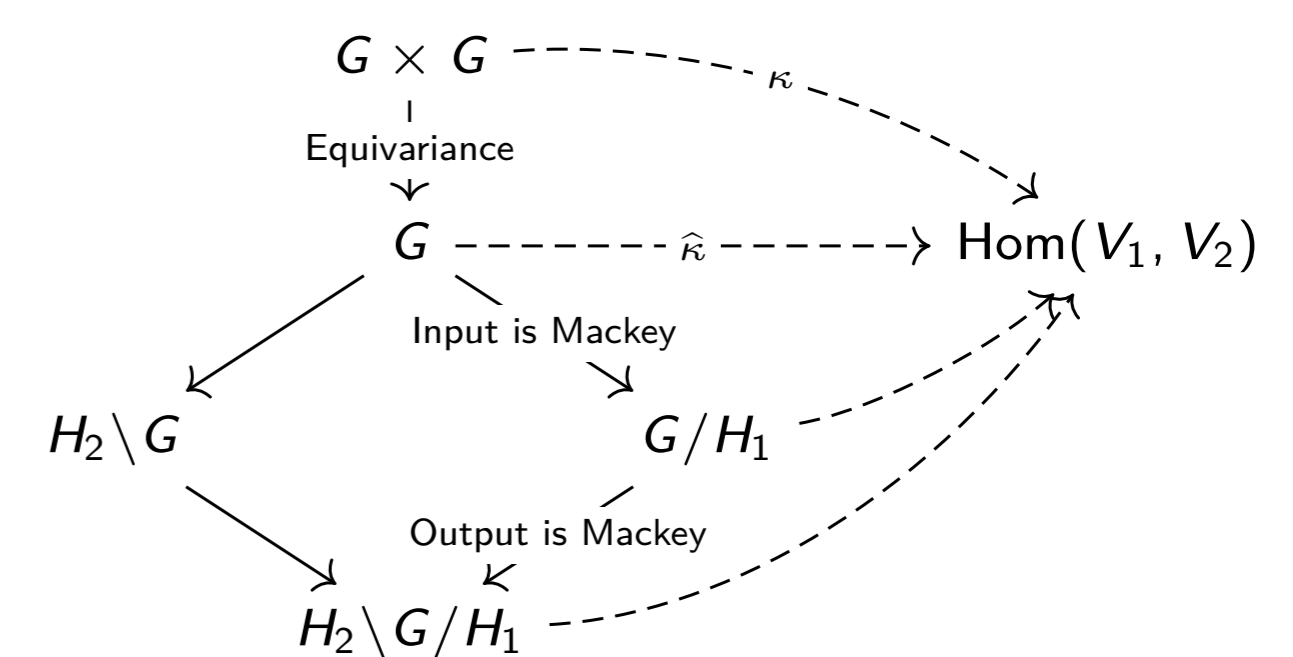 G × G
κ
Equivariance
G
κ̂
Hom(V₁, V₂)
Input is Mackey
H₂\G
G/H₁
Output is Mackey
H₂\G/H₁